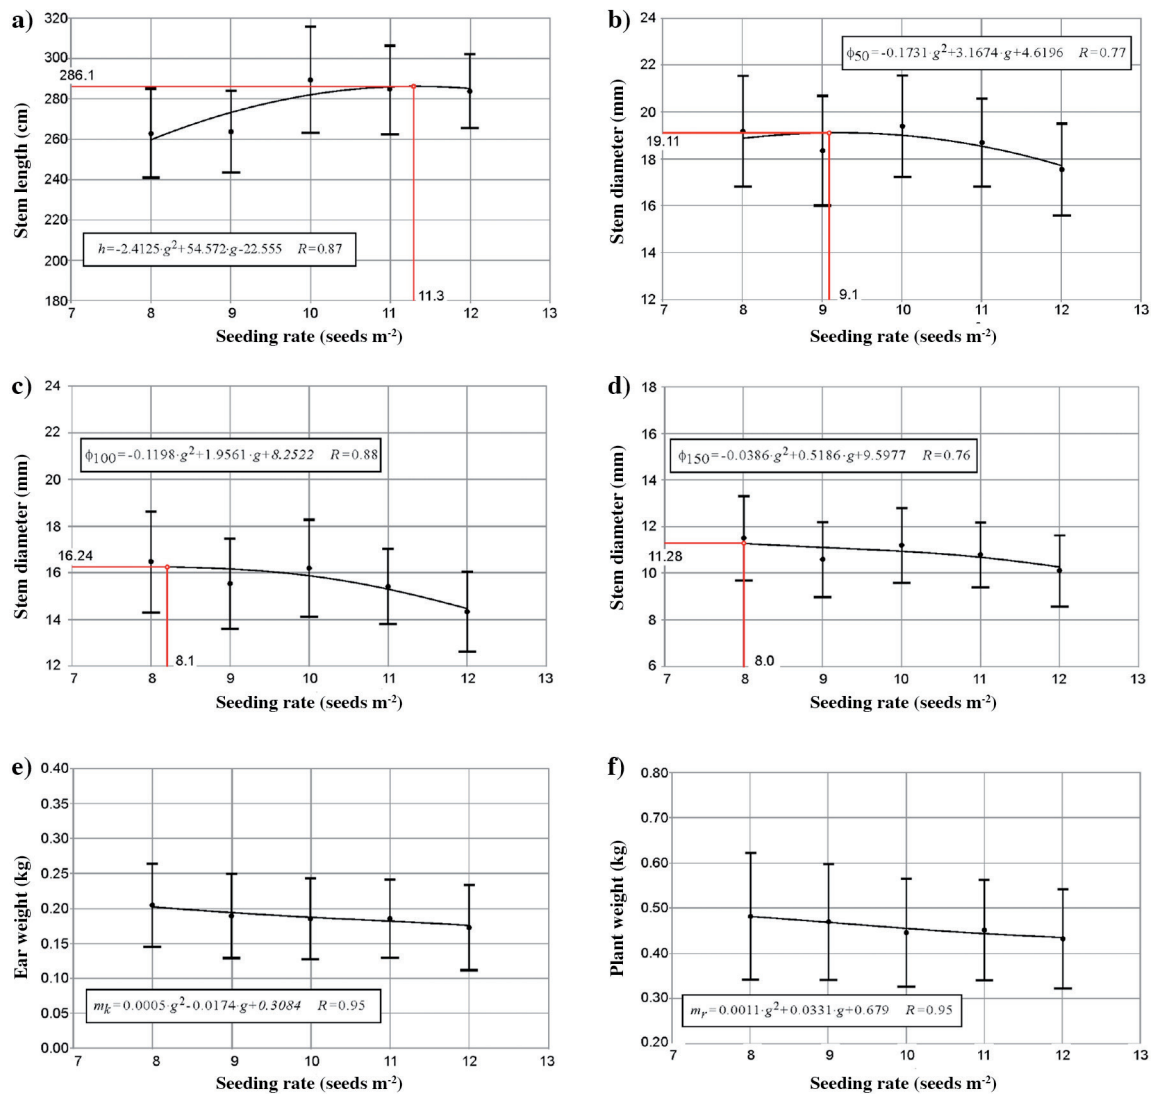 a)
320
300
286.1
280
260
240
220
200
180
Stem length (cm)
h=-2.4125·g²+54.572·g-22.555 R=0.87
11.3
7 8 9 10 11 12 13
Seeding rate (seeds m⁻²)
b)
24
22
20
19.11
18
16
14
12
Stem diameter (mm)
ϕ50=-0.1731·g²+3.1674·g+4.6196 R=0.77
9.1
7 8 9 10 11 12 13
Seeding rate (seeds m⁻²)
c)
24
22
20
18
16.24
16
14
12
Stem diameter (mm)
ϕ100=-0.1198·g²+1.9561·g+8.2522 R=0.88
8.1
7 8 9 10 11 12 13
Seeding rate (seeds m⁻²)
d)
18
16
14
12
11.28
10
8
6
Stem diameter (mm)
ϕ150=-0.0386·g²+0.5186·g+9.5977 R=0.76
8.0
7 8 9 10 11 12 13
Seeding rate (seeds m⁻²)
e)
0.40
0.35
0.30
0.25
0.20
0.15
0.10
0.05
0.00
Ear weight (kg)
mk=0.0005·g²-0.0174·g+0.3084 R=0.95
7 8 9 10 11 12 13
Seeding rate (seeds m⁻²)
f)
0.80
0.70
0.60
0.50
0.40
0.30
0.20
Plant weight (kg)
mr=0.0011·g²+0.0331·g+0.679 R=0.95
7 8 9 10 11 12 13
Seeding rate (seeds m⁻²)